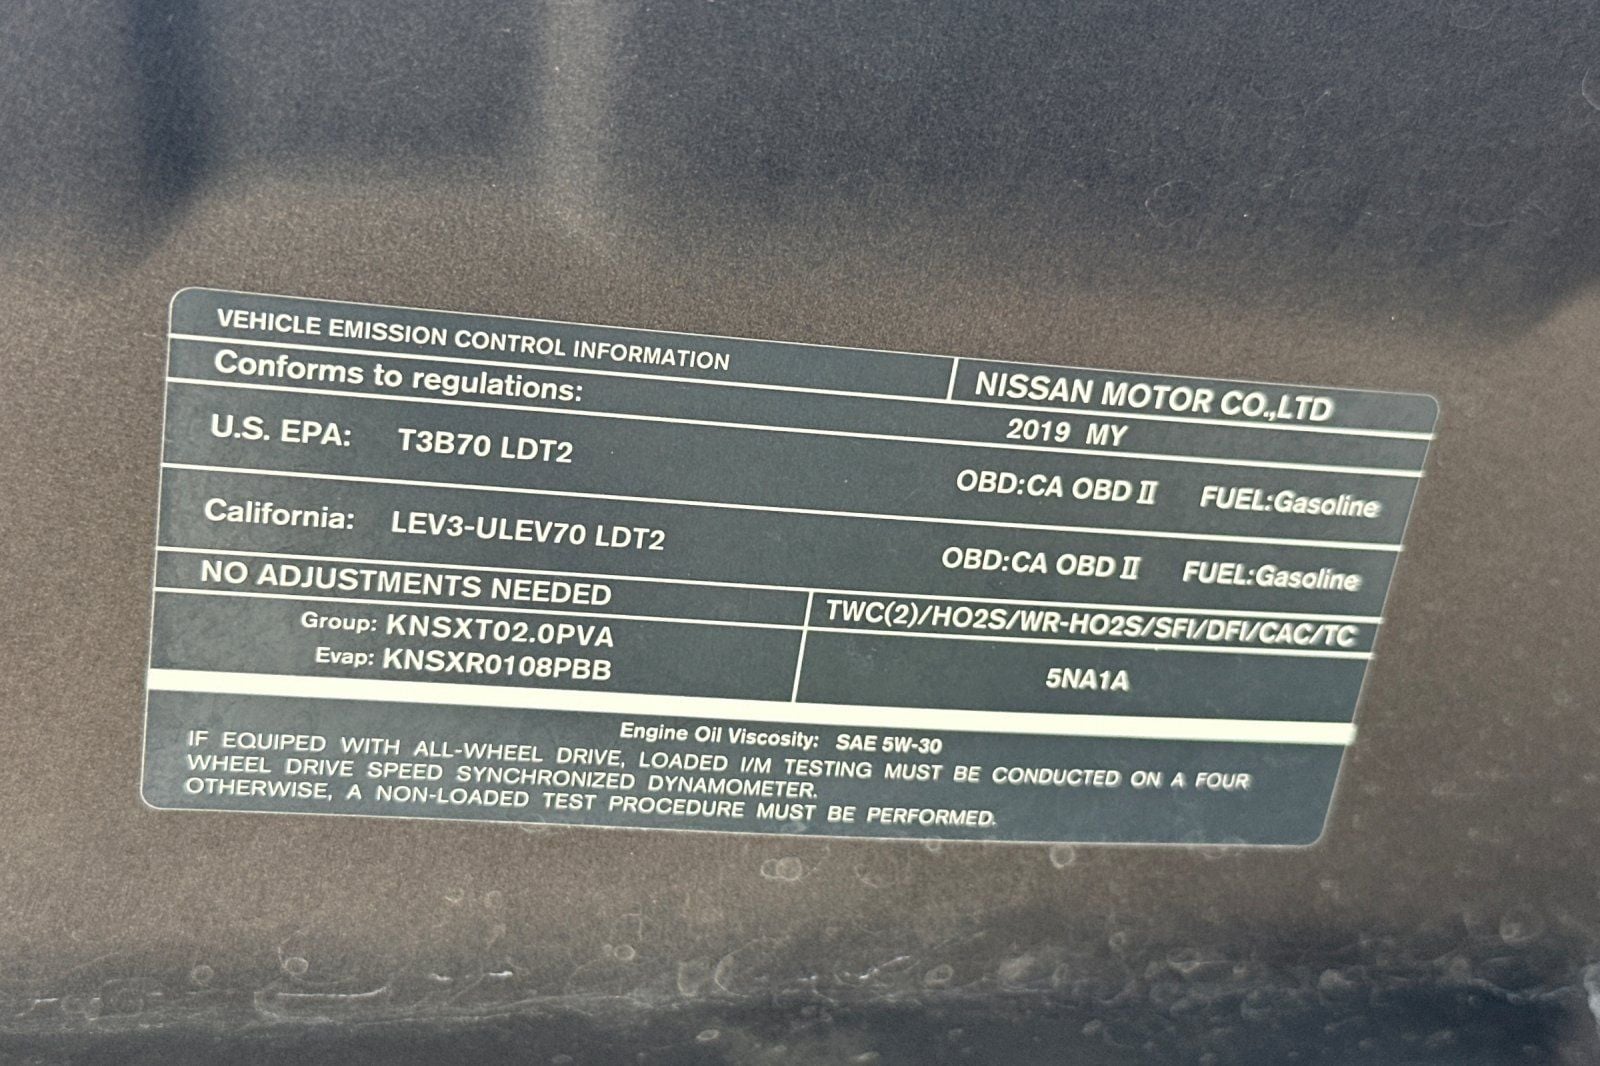 VEHICLE EMISSION CONTROL INFORMATION
NISSAN MOTOR CO.,LTD
Conforms to regulations:
2019 MY
U.S. EPA: T3B70 LDT2 OBD:CA OBD II FUEL:Gasoline
California: LEV3-ULEV70 LDT2 OBD:CA OBD II FUEL:Gasoline
NO ADJUSTMENTS NEEDED
TWC(2)/HO2S/WR-HO2S/SFI/DFI/CAC/TC
Group: KNSXT02.0PVA
Evap: KNSXR0108PBB
5NA1A
Engine Oil Viscosity: SAE 5W-30
IF EQUIPED WITH ALL-WHEEL DRIVE, LOADED I/M TESTING MUST BE CONDUCTED ON A FOUR
WHEEL DRIVE SPEED SYNCHRONIZED DYNAMOMETER.
OTHERWISE, A NON-LOADED TEST PROCEDURE MUST BE PERFORMED.